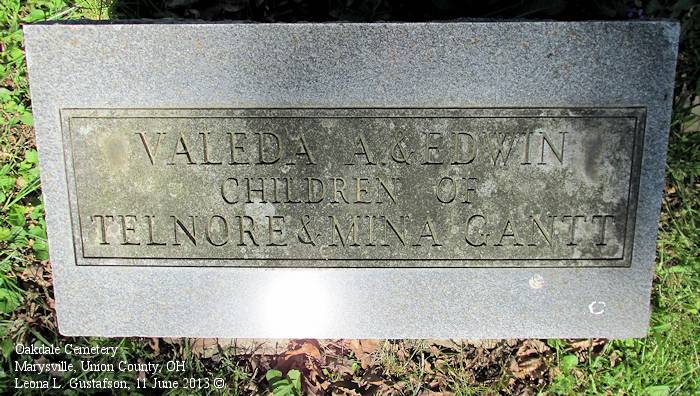 VALEDA A. & EDWIN
CHILDREN OF
TELNORE & MINA GANTT
Oakdale Cemetery
Marysville, Union County, OH
Leona L. Gustafson, 11 June 2013 ©